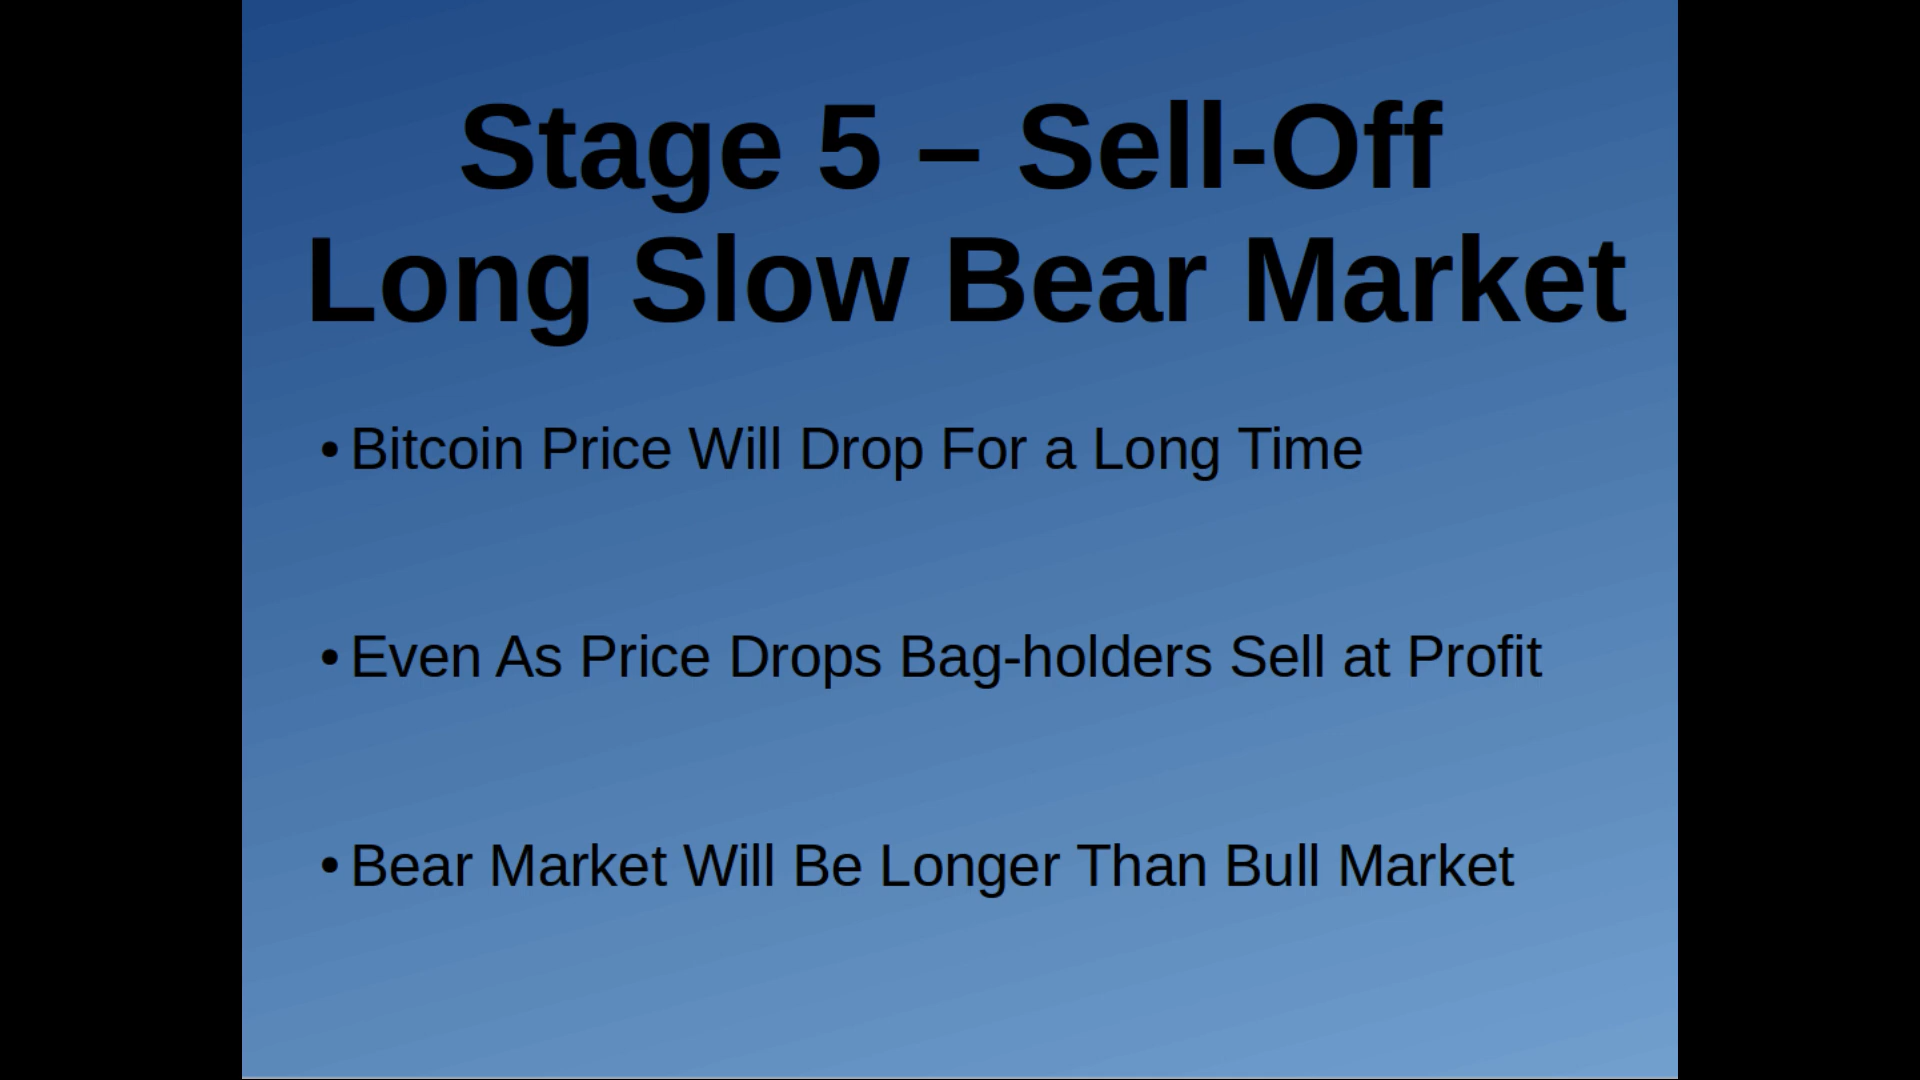 Stage 5 – Sell-Off
Long Slow Bear Market
• Bitcoin Price Will Drop For a Long Time
• Even As Price Drops Bag-holders Sell at Profit
• Bear Market Will Be Longer Than Bull Market